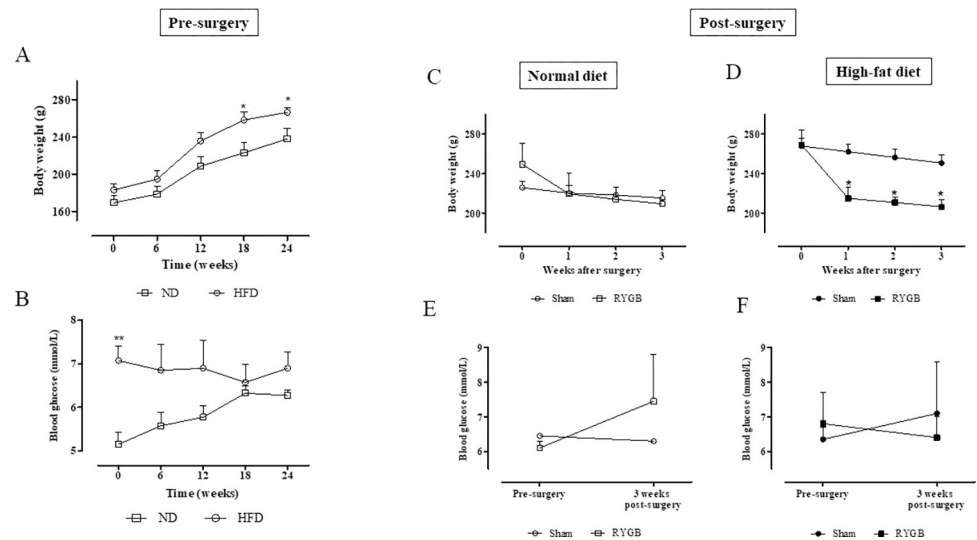 Pre-surgery
Post-surgery
A
Body weight (g)
280
240
200
160
*
*
0 6 12 18 24
Time (weeks)
ND HFD
B
Blood glucose (mmol/L)
8
7
6
5
**
0 6 12 18 24
Time (weeks)
ND HFD
C
Normal diet
Body weight (g)
280
240
200
0 1 2 3
Weeks after surgery
Sham RYGB
D
High-fat diet
Body weight (g)
280
240
200
* * *
0 1 2 3
Weeks after surgery
Sham RYGB
E
Blood glucose (mmol/L)
9
8
7
6
Pre-surgery 3 weeks
post-surgery
Sham RYGB
F
Blood glucose (mmol/L)
9
8
7
6
Pre-surgery 3 weeks
post-surgery
Sham RYGB